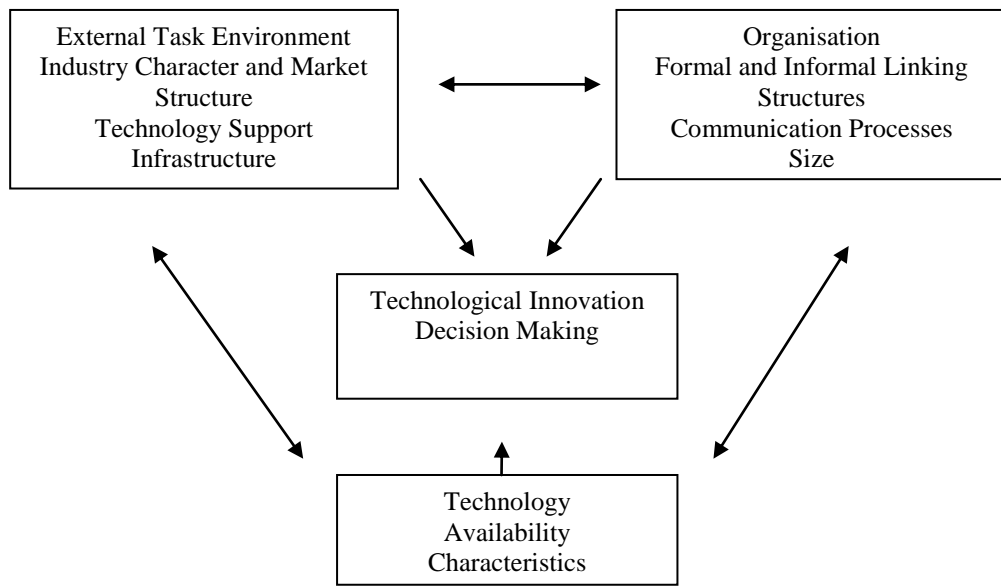 External Task Environment
Industry Character and Market
Structure
Technology Support
Infrastructure
Organisation
Formal and Informal Linking
Structures
Communication Processes
Size
Technological Innovation
Decision Making
Technology
Availability
Characteristics